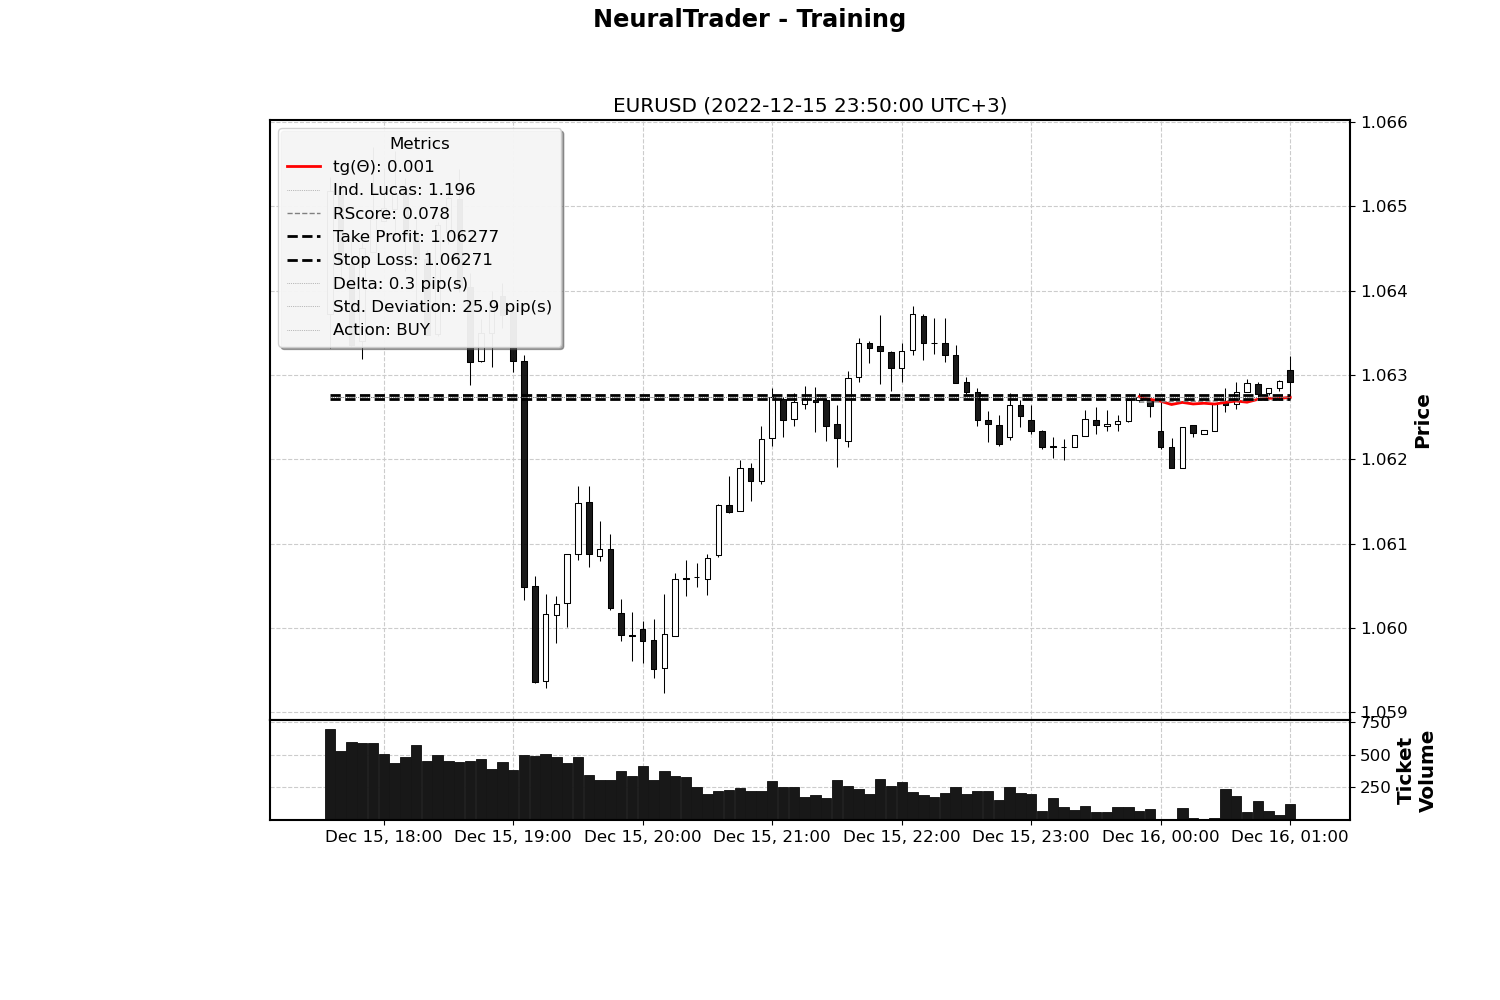 NeuralTrader - Training
EURUSD (2022-12-15 23:50:00 UTC+3)
Metrics
tg(Θ): 0.001
Ind. Lucas: 1.196
RScore: 0.078
Take Profit: 1.06277
Stop Loss: 1.06271
Delta: 0.3 pip(s)
Std. Deviation: 25.9 pip(s)
Action: BUY
1.066
1.065
1.064
1.063
1.062
1.061
1.060
1.059
Price
750
500
250
Ticket
Volume
Dec 15, 18:00 Dec 15, 19:00 Dec 15, 20:00 Dec 15, 21:00 Dec 15, 22:00 Dec 15, 23:00 Dec 16, 00:00 Dec 16, 01:00